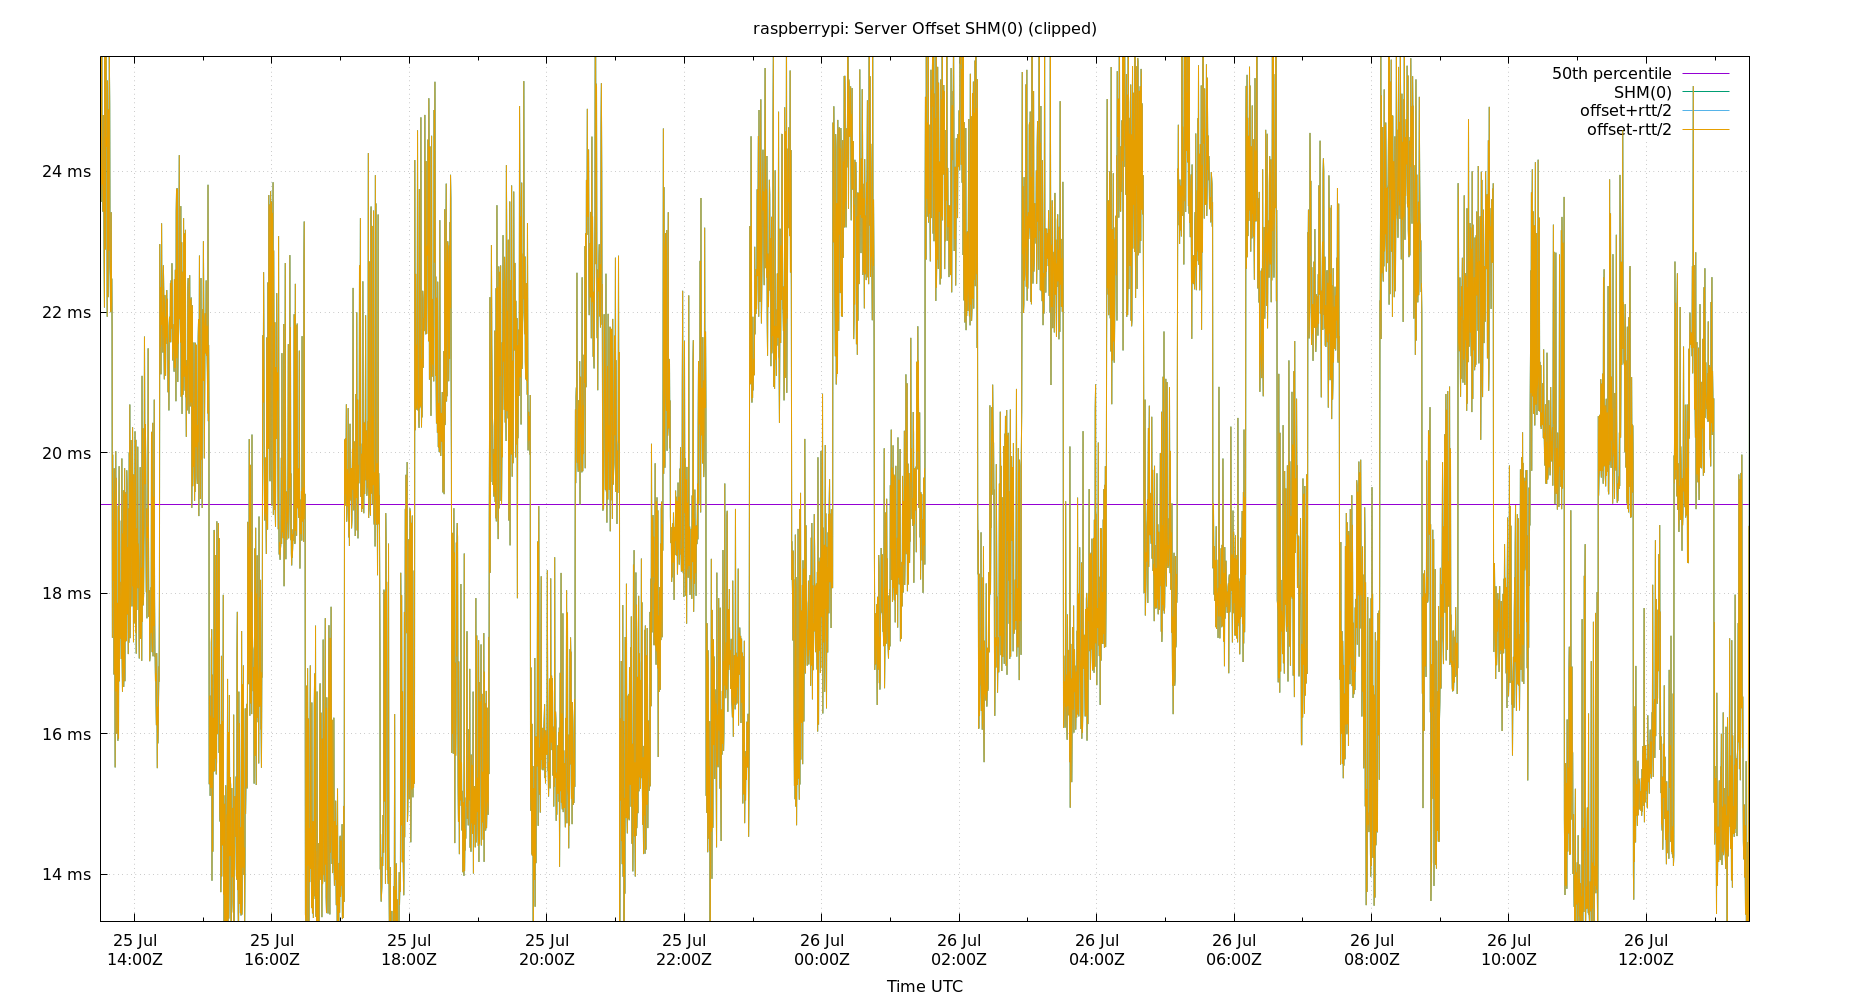 raspberrypi: Server Offset SHM(0) (clipped)
50th percentile
SHM(0)
offset+rtt/2
offset-rtt/2
24 ms
22 ms
20 ms
18 ms
16 ms
14 ms
25 Jul 25 Jul 25 Jul 25 Jul 25 Jul 26 Jul 26 Jul 26 Jul 26 Jul 26 Jul 26 Jul 26 Jul
14:00Z 16:00Z 18:00Z 20:00Z 22:00Z 00:00Z 02:00Z 04:00Z 06:00Z 08:00Z 10:00Z 12:00Z
Time UTC